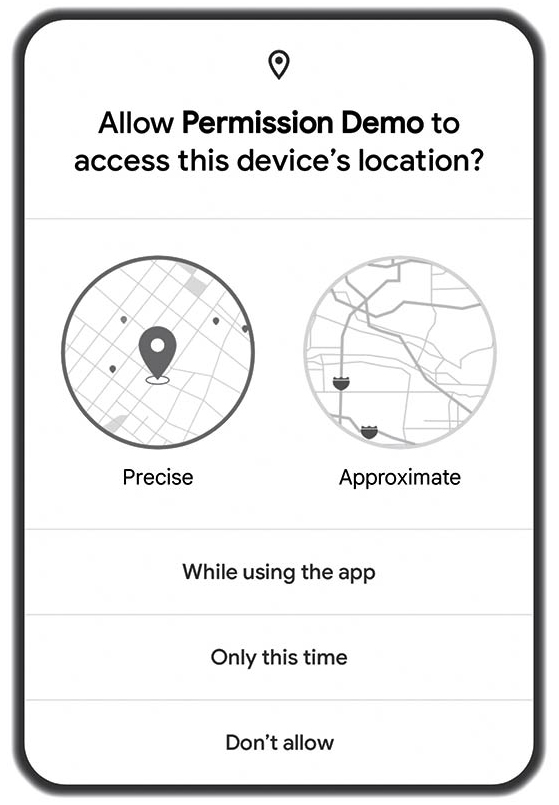 Allow Permission Demo to
access this device’s location?
Precise
Approximate
While using the app
Only this time
Don’t allow